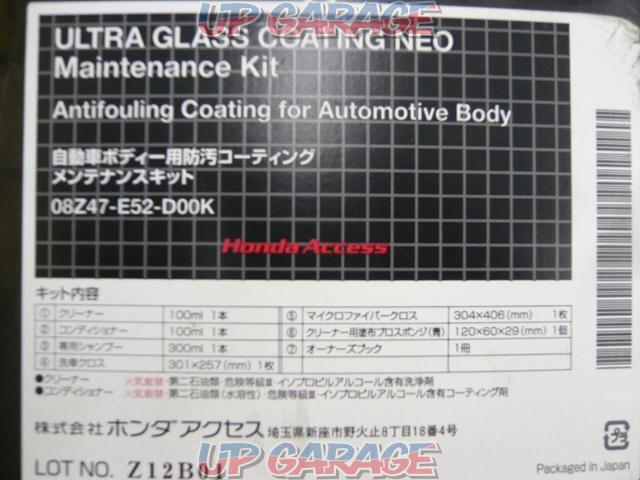 UP GARAGE
ULTRA GLASS COATING NEO
Maintenance Kit
Antifouling Coating for Automotive Body
自動車ボディー用防汚コーティング
メンテナンスキット
08Z47-E52-D00K
Honda Access
キット内容
① クリーナー 100ml 1本 ⑤ マイクロファイバークロス 304×406(mm) 1枚
② コンディショナー 100ml 1本 ⑥ クリーナー用塗布プロスポンジ(青) 120×60×29(mm) 1個
③ 専用シャンプー 300ml 1本 ⑦ オーナーズブック 1冊
④ 洗車クロス 301×257(mm) 1枚
●クリーナー 火気厳禁・第二石油類・危険等級Ⅲ・イソプロピルアルコール含有洗浄剤
●コンディショナー 火気厳禁・第二石油類(水溶性)・危険等級Ⅲ・イソプロピルアルコール含有コーティング剤
株式会社ホンダアクセス 埼玉県新座市野火止8丁目18番4号
プラ
LOT NO. Z12B01
Packaged in Japan
UP GARAGE